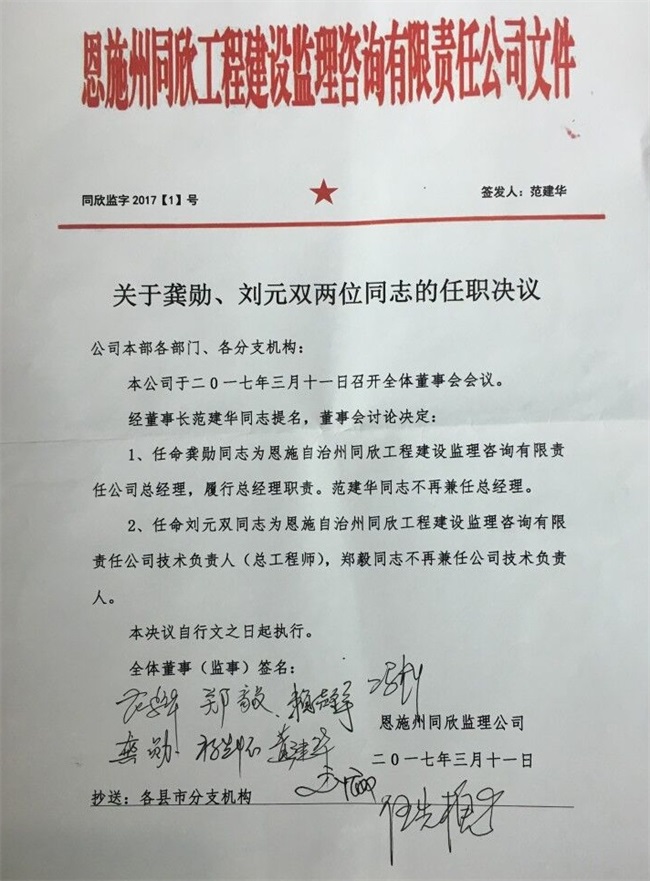 恩施州同欣工程建设监理咨询有限责任公司文件
同欣监字 2017【1】号
签发人：范建华
关于龚勋、刘元双两位同志的任职决议
公司本部各部门、各分支机构：
本公司于二0一七年三月十一日召开全体董事会会议。
经董事长范建华同志提名，董事会讨论决定：
1、任命龚勋同志为恩施自治州同欣工程建设监理咨询有限责
任公司总经理，履行总经理职责。范建华同志不再兼任总经理。
2、任命刘元双同志为恩施自治州同欣工程建设监理咨询有限
责任公司技术负责人（总工程师），郑毅同志不再兼任公司技术负责
人。
本决议自行文之日起执行。
全体董事（监事）签名：
范建华 郑毅
恩施州同欣监理公司
龚勋 黄建华
二0一七年三月十一日
抄送：各县市分支机构